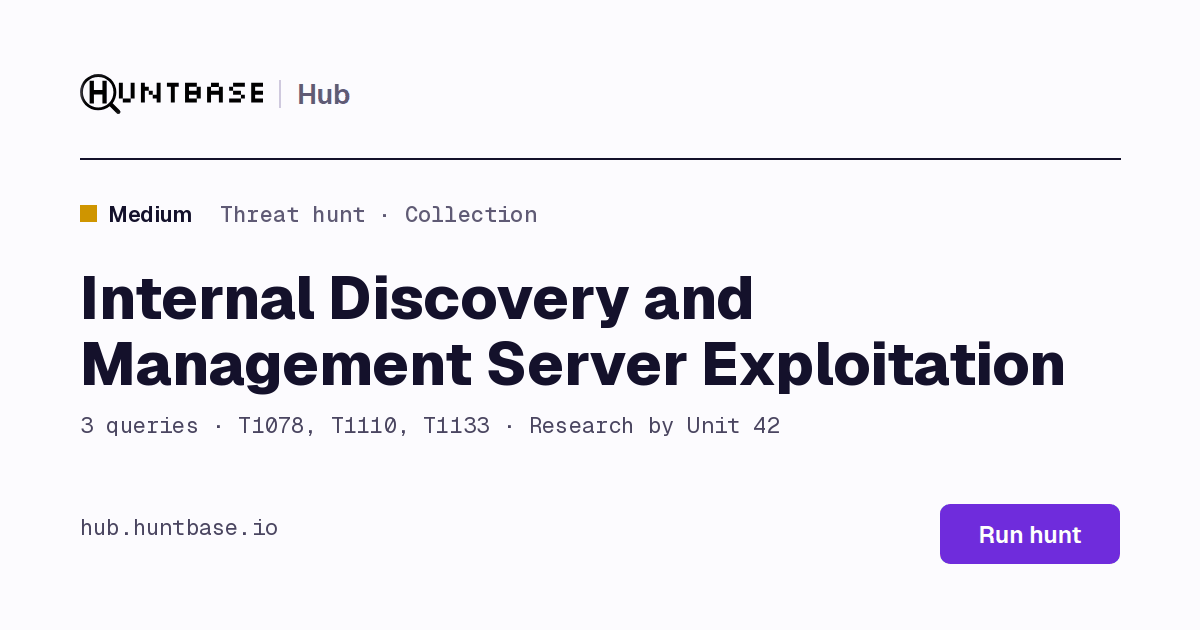 HUNTBASE Hub
Medium Threat hunt · Collection
Internal Discovery and
Management Server Exploitation
3 queries · T1078, T1110, T1133 · Research by Unit 42
hub.huntbase.io
Run hunt